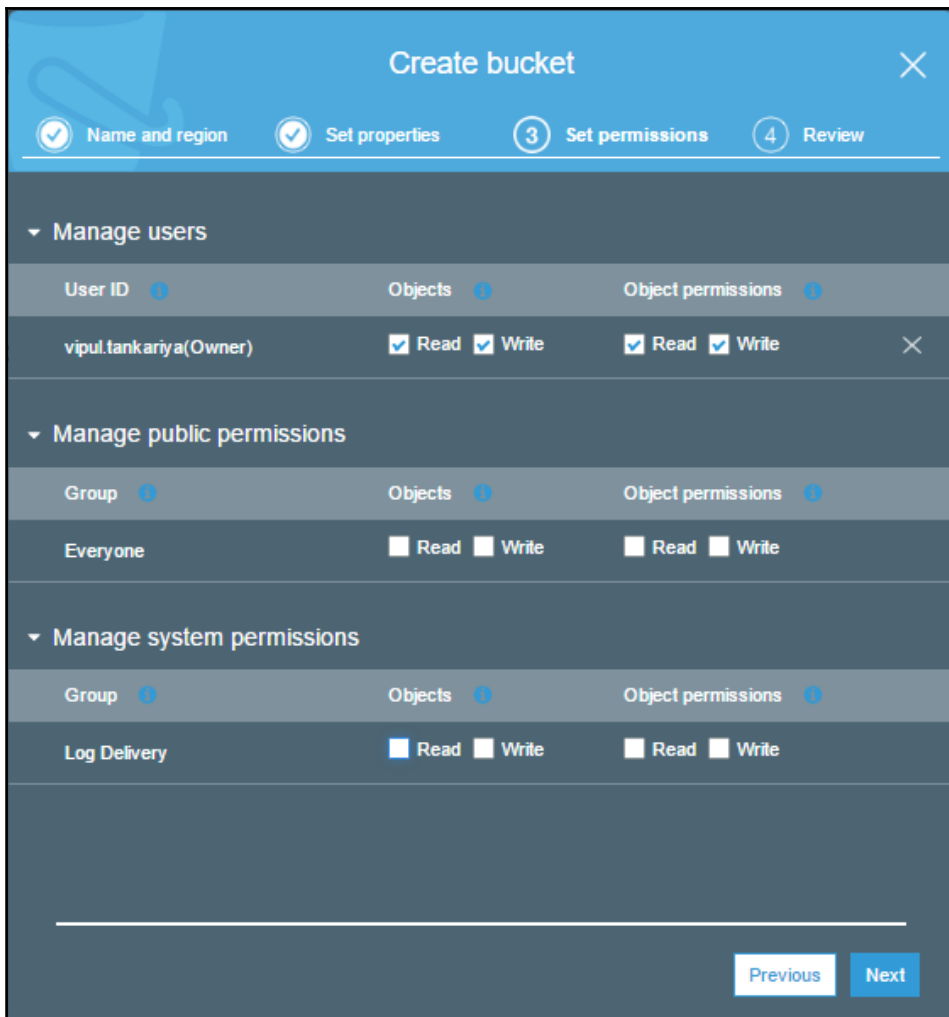 Create bucket
Name and region Set properties 3 Set permissions 4 Review
Manage users
User ID Objects Object permissions
vipul.tankariya(Owner) Read Write Read Write
Manage public permissions
Group Objects Object permissions
Everyone Read Write Read Write
Manage system permissions
Group Objects Object permissions
Log Delivery Read Write Read Write
Previous Next